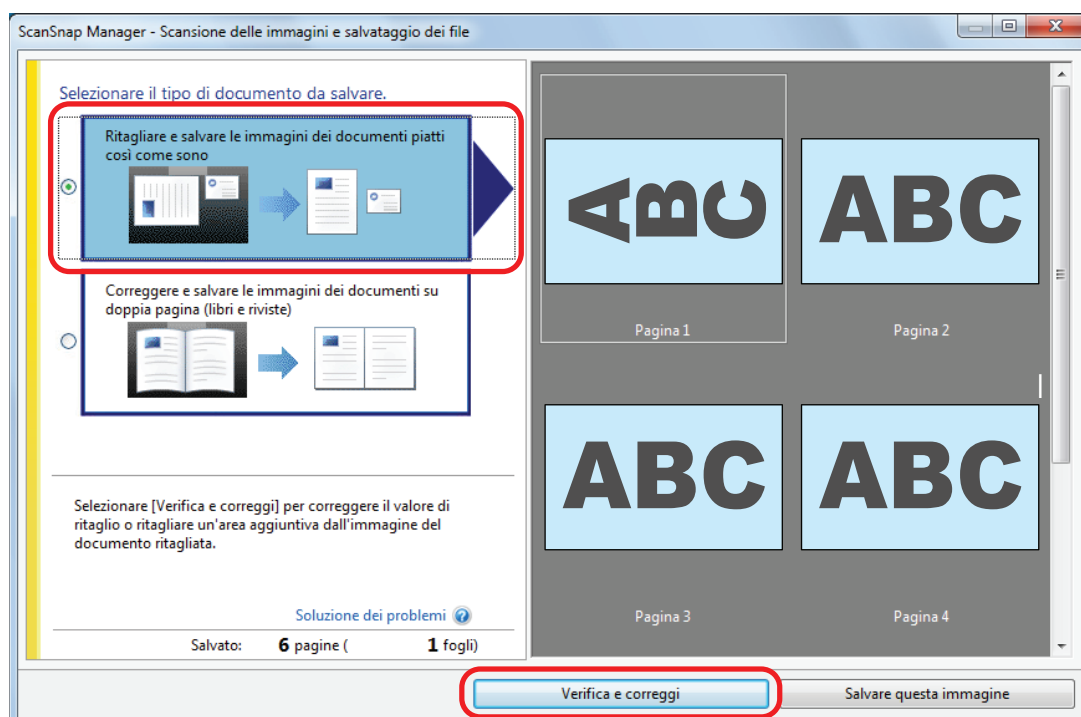 ScanSnap Manager - Scansione delle immagini e salvataggio dei file
Selezionare il tipo di documento da salvare.
Ritagliare e salvare le immagini dei documenti piatti
così come sono
Correggere e salvare le immagini dei documenti su
doppia pagina (libri e riviste)
Selezionare [Verifica e correggi] per correggere il valore di
ritaglio o ritagliare un'area aggiuntiva dall'immagine del
documento ritagliata.
Soluzione dei problemi
Salvato: 6 pagine ( 1 fogli)
ABC
Pagina 1
ABC
Pagina 2
ABC
Pagina 3
ABC
Pagina 4
Verifica e correggi
Salvare questa immagine